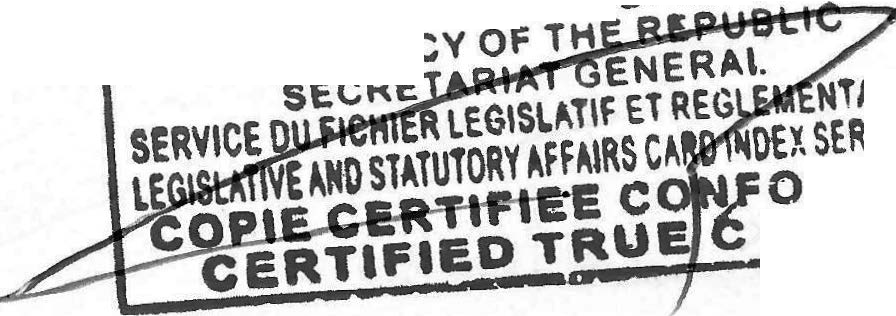 CY OF THE REPUBLIC
SECRETARIAT GENERAL
SERVICE DU FICHIER LEGISLATIF ET REGLEMENTA
LEGISLATIVE AND STATUTORY AFFAIRS CARD INDEX SER
COPIE CERTIFIEE CONFO
CERTIFIED TRUE C